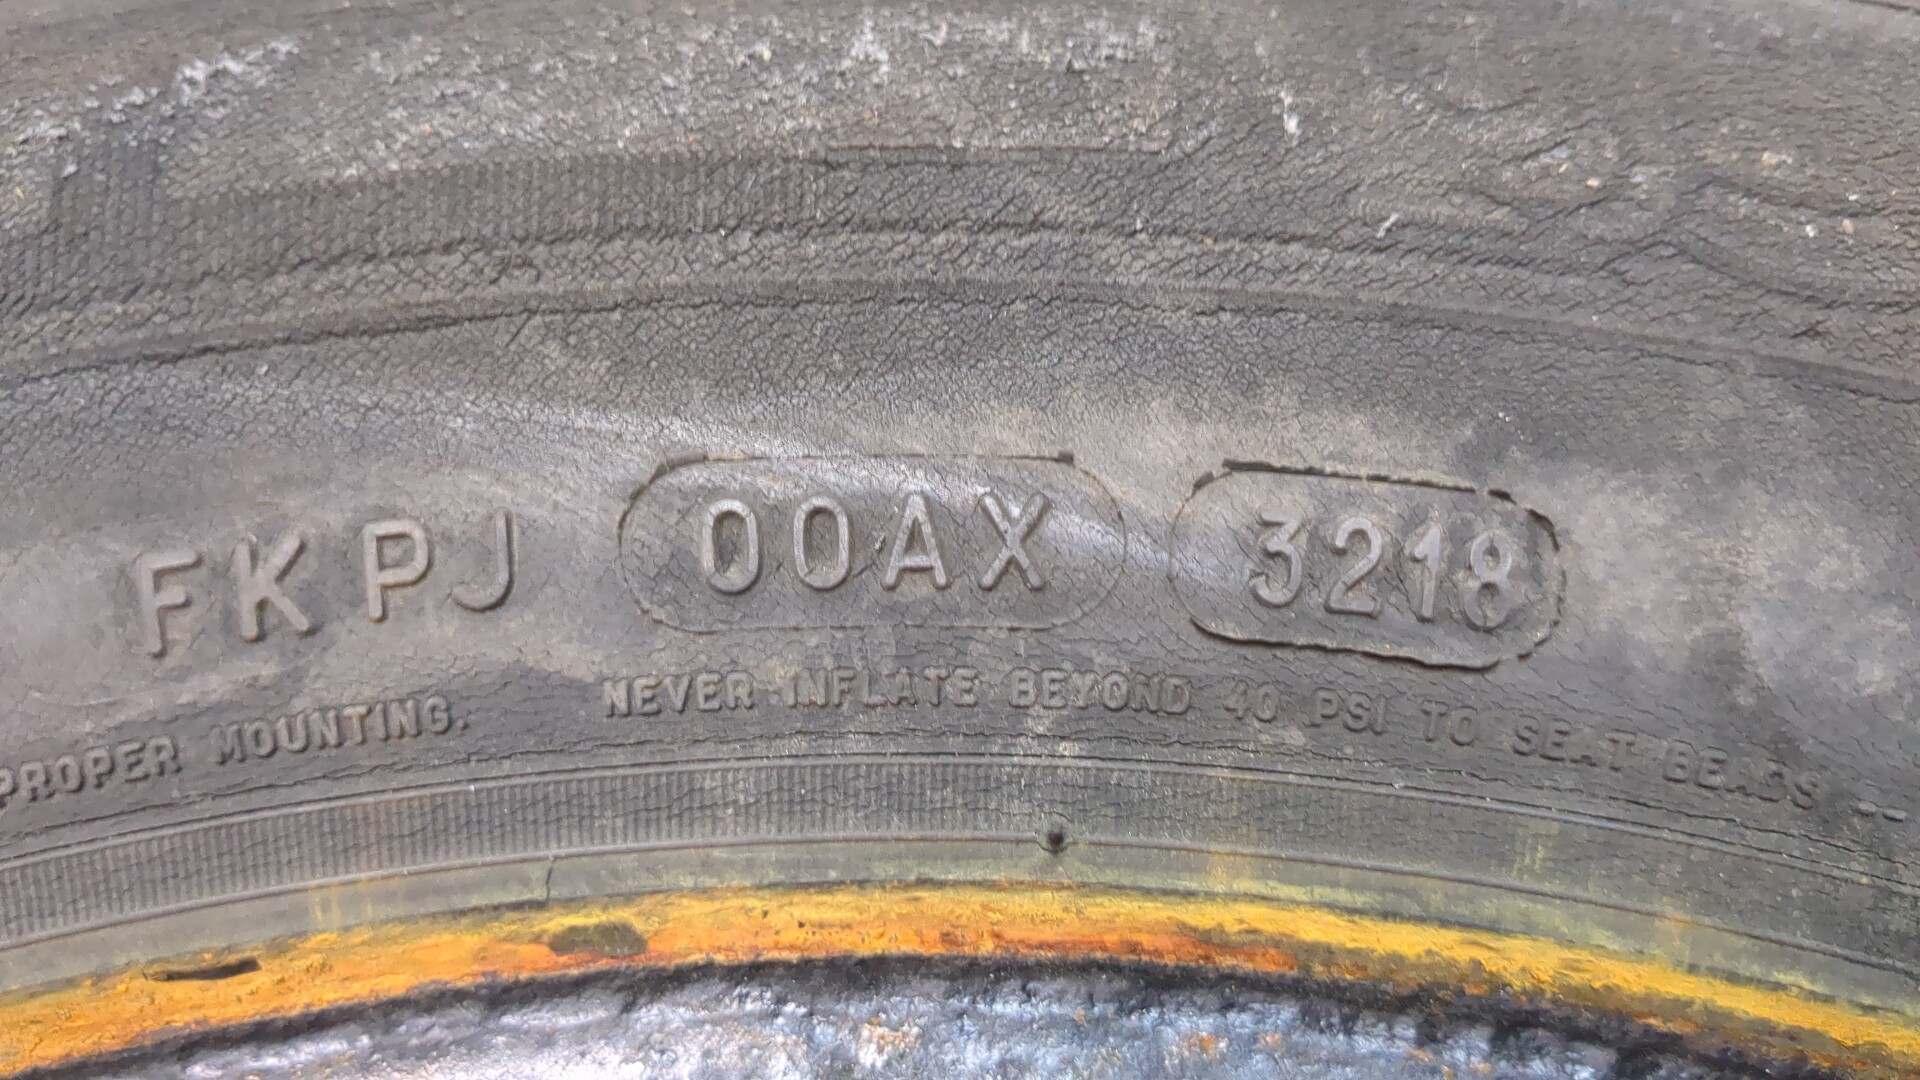 FKPJ 00AX 3218
PROPER MOUNTING. NEVER INFLATE BEYOND 40 PSI TO SEAT BEADS --